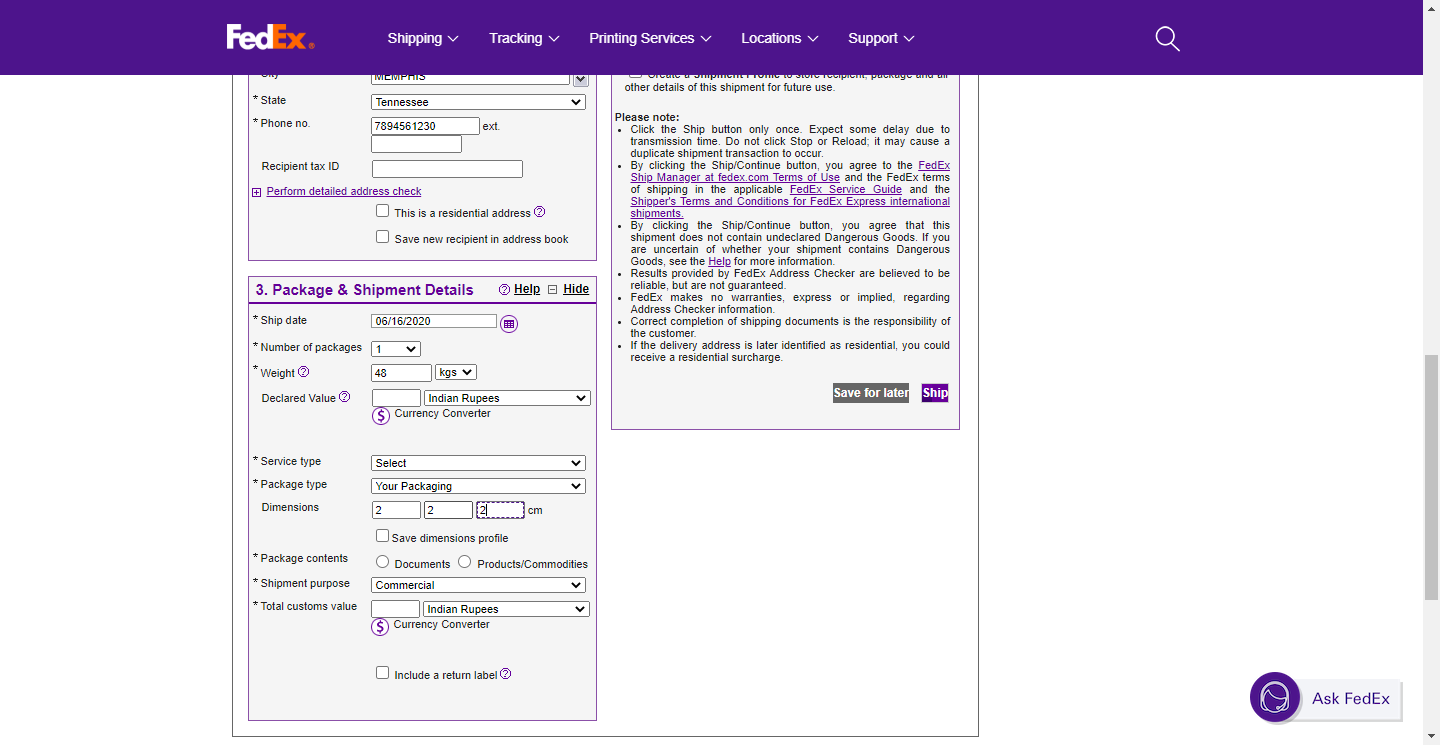 FedEx®
Shipping
Tracking
Printing Services
Locations
Support
City
MEMPHIS
* State
Tennessee
* Phone no.
7894561230 ext.
Recipient tax ID
Perform detailed address check
This is a residential address ?
Save new recipient in address book
3. Package & Shipment Details
? Help
Hide
* Ship date
06/16/2020
* Number of packages
1
* Weight ?
48
kgs
Declared Value ?
Indian Rupees
$ Currency Converter
* Service type
Select
* Package type
Your Packaging
Dimensions
2
2
2
cm
Save dimensions profile
* Package contents
Documents
Products/Commodities
* Shipment purpose
Commercial
* Total customs value
Indian Rupees
$ Currency Converter
Include a return label ?
Create a Shipment Profile to store recipient, package and all
other details of this shipment for future use.
Please note:
• Click the Ship button only once. Expect some delay due to
transmission time. Do not click Stop or Reload; it may cause a
duplicate shipment transaction to occur.
• By clicking the Ship/Continue button, you agree to the FedEx
Ship Manager at fedex.com Terms of Use and the FedEx terms
of shipping in the applicable FedEx Service Guide and the
Shipper's Terms and Conditions for FedEx Express international
shipments.
• By clicking the Ship/Continue button, you agree that this
shipment does not contain undeclared Dangerous Goods. If you
are uncertain of whether your shipment contains Dangerous
Goods, see the Help for more information.
• Results provided by FedEx Address Checker are believed to be
reliable, but are not guaranteed.
• FedEx makes no warranties, express or implied, regarding
Address Checker information.
• Correct completion of shipping documents is the responsibility of
the customer.
• If the delivery address is later identified as residential, you could
receive a residential surcharge.
Save for later
Ship
Ask FedEx